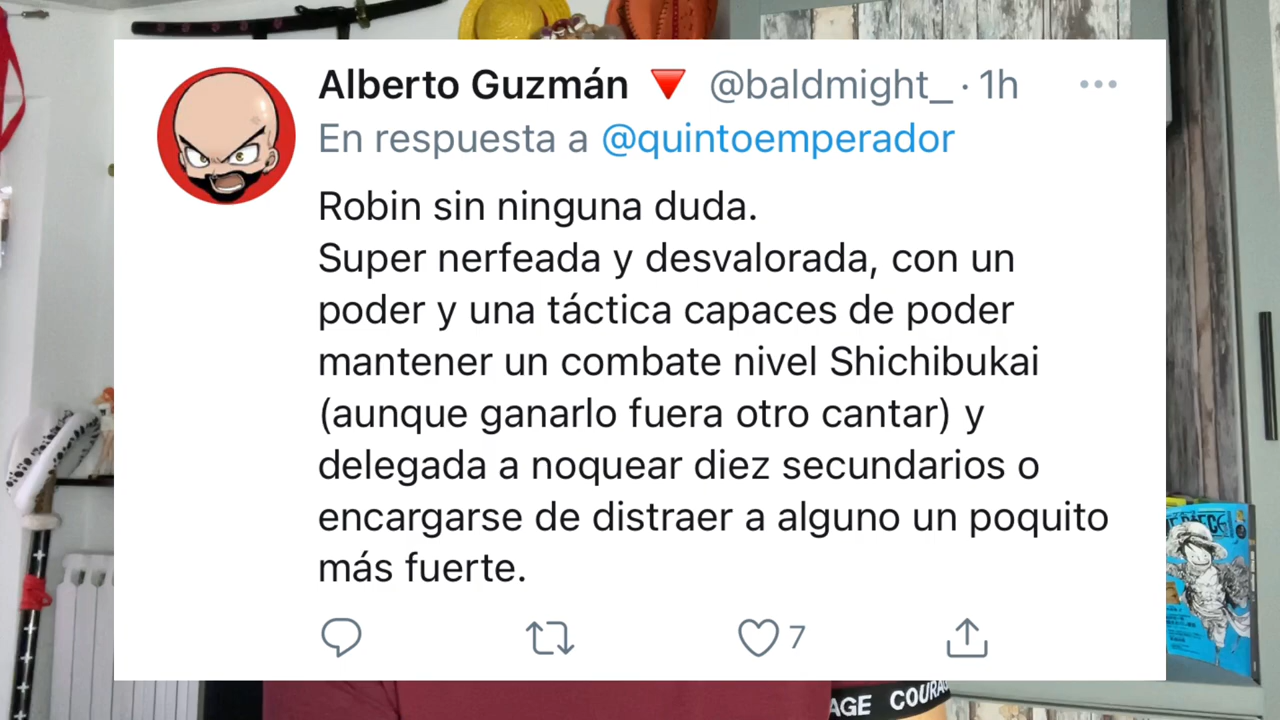 Alberto Guzmán 🔻 @baldmight_ · 1h
En respuesta a @quintoemperador
Robin sin ninguna duda.
Super nerfeada y desvalorada, con un
poder y una táctica capaces de poder
mantener un combate nivel Shichibukai
(aunque ganarlo fuera otro cantar) y
delegada a noquear diez secundarios o
encargarse de distraer a alguno un poquito
más fuerte.
7
AGE COURA